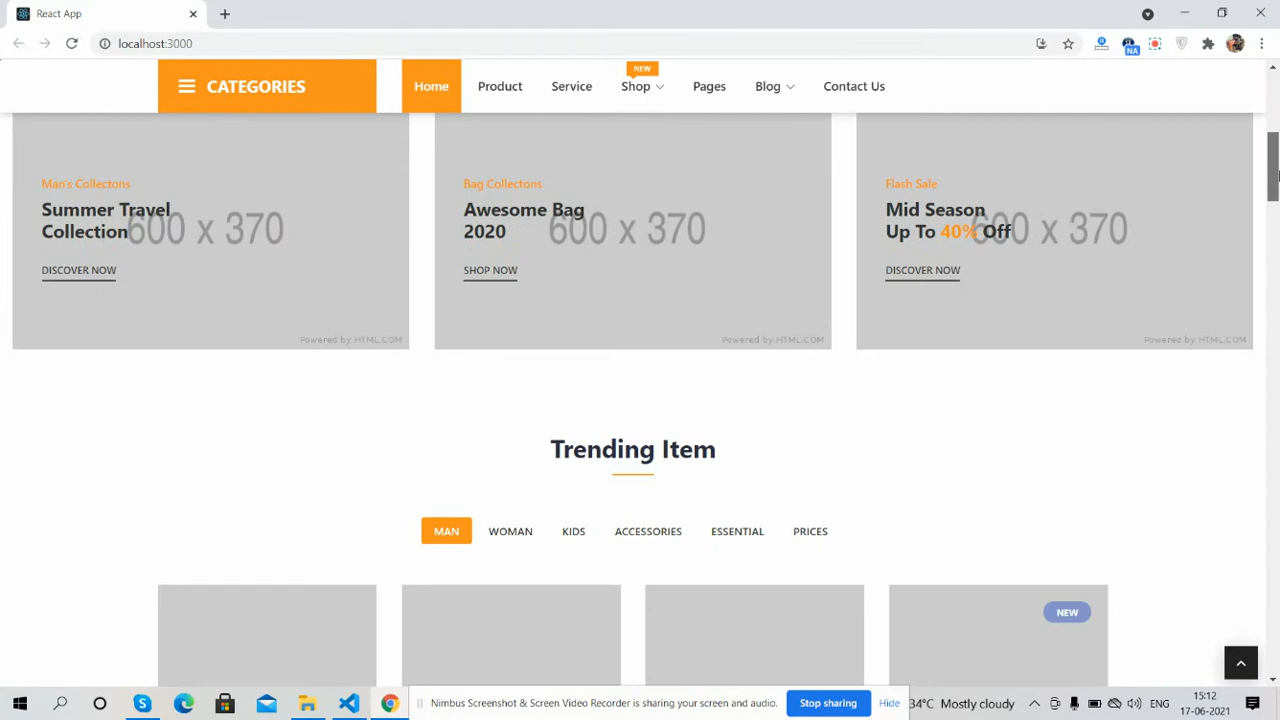 React App
localhost:3000
NA
CATEGORIES
Home
Product
Service
NEW
Shop
Pages
Blog
Contact Us
Man's Collectons
Summer Travel
Collection
DISCOVER NOW
600 x 370
Powered by HTML.COM
Bag Collectons
Awesome Bag
2020
SHOP NOW
600 x 370
Powered by HTML.COM
Flash Sale
Mid Season
Up To 40% Off
DISCOVER NOW
600 x 370
Powered by HTML.COM
Trending Item
MAN
WOMAN
KIDS
ACCESSORIES
ESSENTIAL
PRICES
NEW
Nimbus Screenshot & Screen Video Recorder is sharing your screen and audio.
Stop sharing
Hide
34°C Mostly cloudy
ENG
15:12
17-06-2021